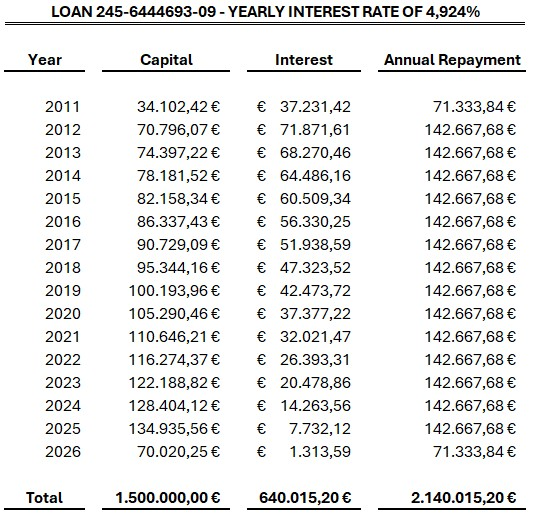 LOAN 245-6444693-09 - YEARLY INTEREST RATE OF 4,924%
Year Capital Interest Annual Repayment
2011 34.102,42 € € 37.231,42 71.333,84 €
2012 70.796,07 € € 71.871,61 142.667,68 €
2013 74.397,22 € € 68.270,46 142.667,68 €
2014 78.181,52 € € 64.486,16 142.667,68 €
2015 82.158,34 € € 60.509,34 142.667,68 €
2016 86.337,43 € € 56.330,25 142.667,68 €
2017 90.729,09 € € 51.938,59 142.667,68 €
2018 95.344,16 € € 47.323,52 142.667,68 €
2019 100.193,96 € € 42.473,72 142.667,68 €
2020 105.290,46 € € 37.377,22 142.667,68 €
2021 110.646,21 € € 32.021,47 142.667,68 €
2022 116.274,37 € € 26.393,31 142.667,68 €
2023 122.188,82 € € 20.478,86 142.667,68 €
2024 128.404,12 € € 14.263,56 142.667,68 €
2025 134.935,56 € € 7.732,12 142.667,68 €
2026 70.020,25 € € 1.313,59 71.333,84 €
Total 1.500.000,00 € 640.015,20 € 2.140.015,20 €